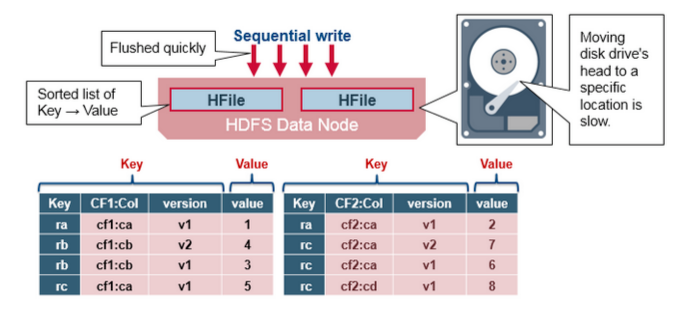 Sequential write
Flushed quickly
Moving
disk drive's
head to a
specific
location is
slow.
Sorted list of
Key → Value
HFile
HFile
HDFS Data Node
Key Value Key Value
Key CF1:Col version value Key CF2:Col version value
ra cf1:ca v1 1 ra cf2:ca v1 2
rb cf1:cb v2 4 rc cf2:ca v2 7
rb cf1:cb v1 3 rc cf2:ca v1 6
rc cf1:ca v1 5 rc cf2:cd v1 8